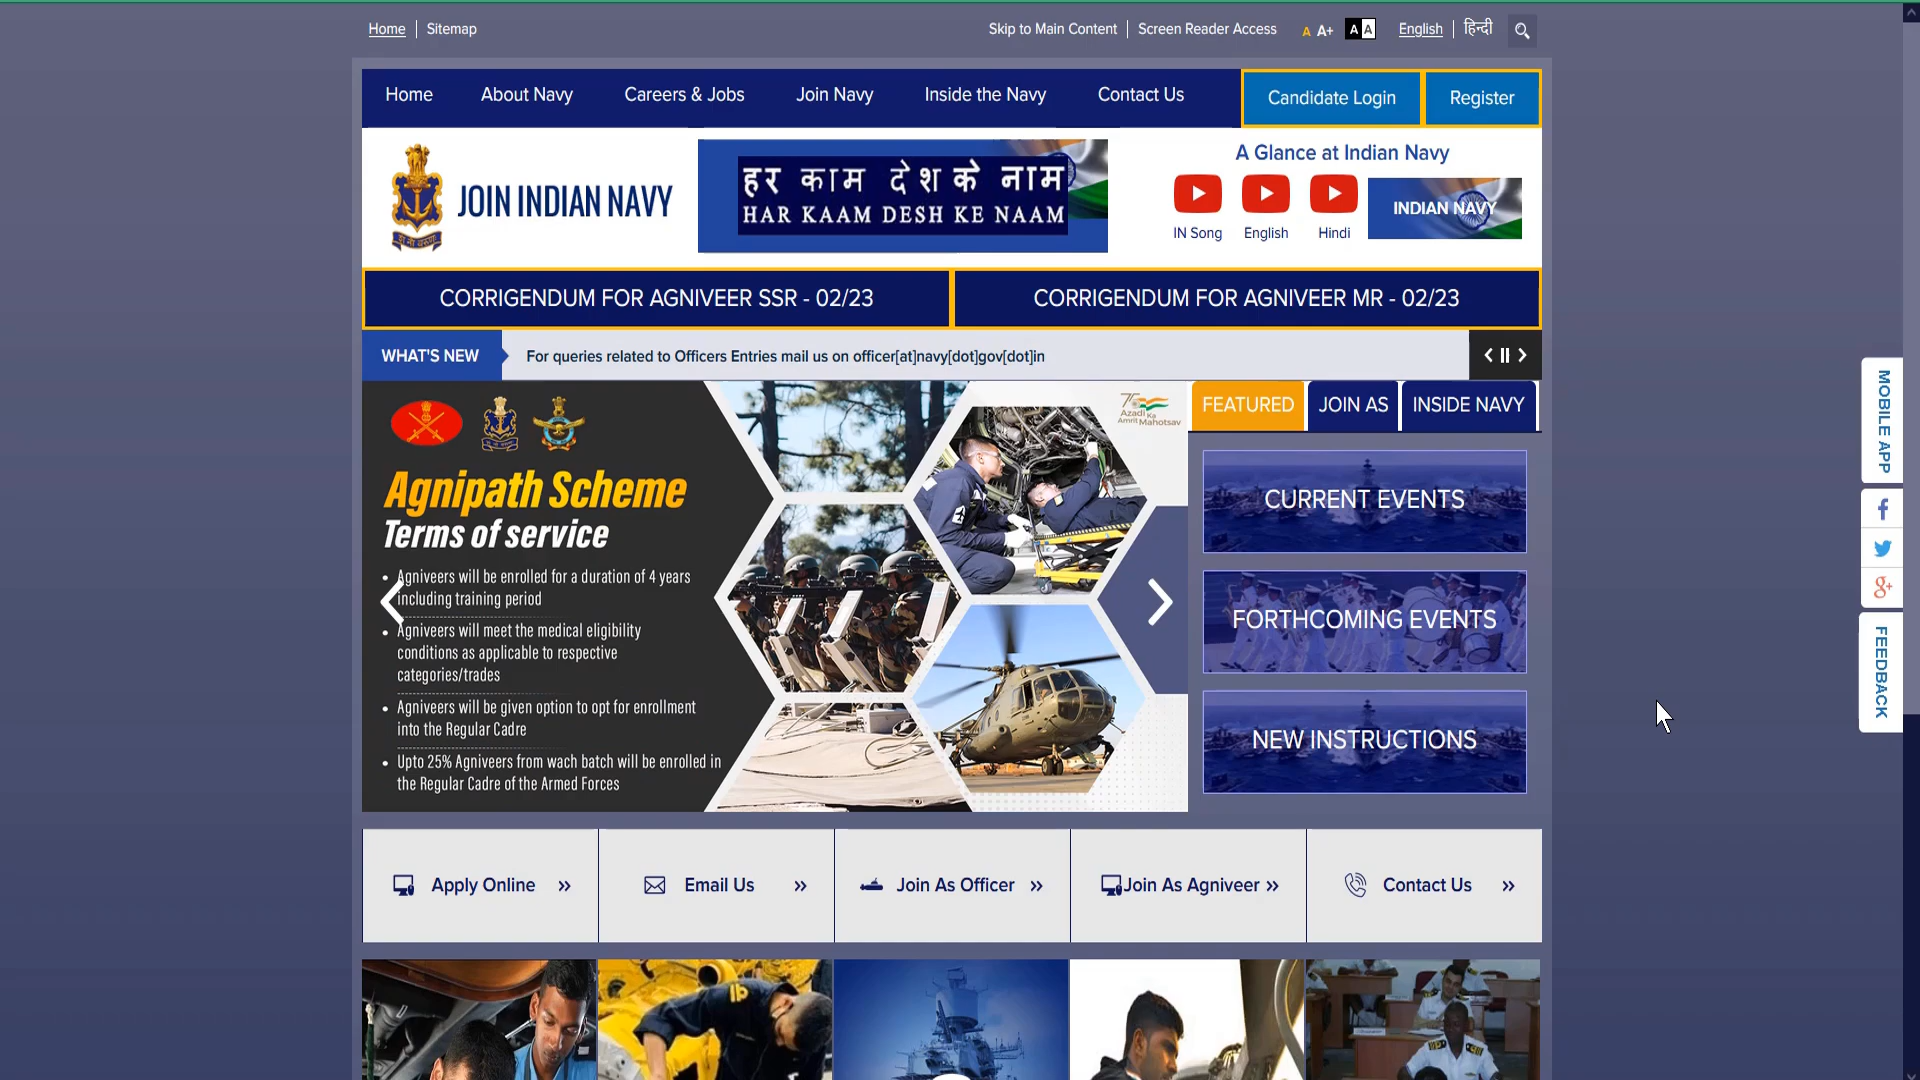 Home
Sitemap
Skip to Main Content
Screen Reader Access
A
A+
A A
English
हिन्दी
Home
About Navy
Careers & Jobs
Join Navy
Inside the Navy
Contact Us
Candidate Login
Register
JOIN INDIAN NAVY
हर काम देश के नाम
HAR KAAM DESH KE NAAM
A Glance at Indian Navy
IN Song
English
Hindi
INDIAN NAVY
CORRIGENDUM FOR AGNIVEER SSR - 02/23
CORRIGENDUM FOR AGNIVEER MR - 02/23
WHAT'S NEW
For queries related to Officers Entries mail us on officer[at]navy[dot]gov[dot]in
Azadi Ka
Amrit Mahotsav
Agnipath Scheme
Terms of service
• Agniveers will be enrolled for a duration of 4 years
including training period
• Agniveers will meet the medical eligibility
conditions as applicable to respective
categories/trades
• Agniveers will be given option to opt for enrollment
into the Regular Cadre
• Upto 25% Agniveers from wach batch will be enrolled in
the Regular Cadre of the Armed Forces
FEATURED
JOIN AS
INSIDE NAVY
CURRENT EVENTS
FORTHCOMING EVENTS
NEW INSTRUCTIONS
MOBILE APP
f
g+
FEEDBACK
Apply Online »
Email Us »
Join As Officer »
Join As Agniveer »
Contact Us »